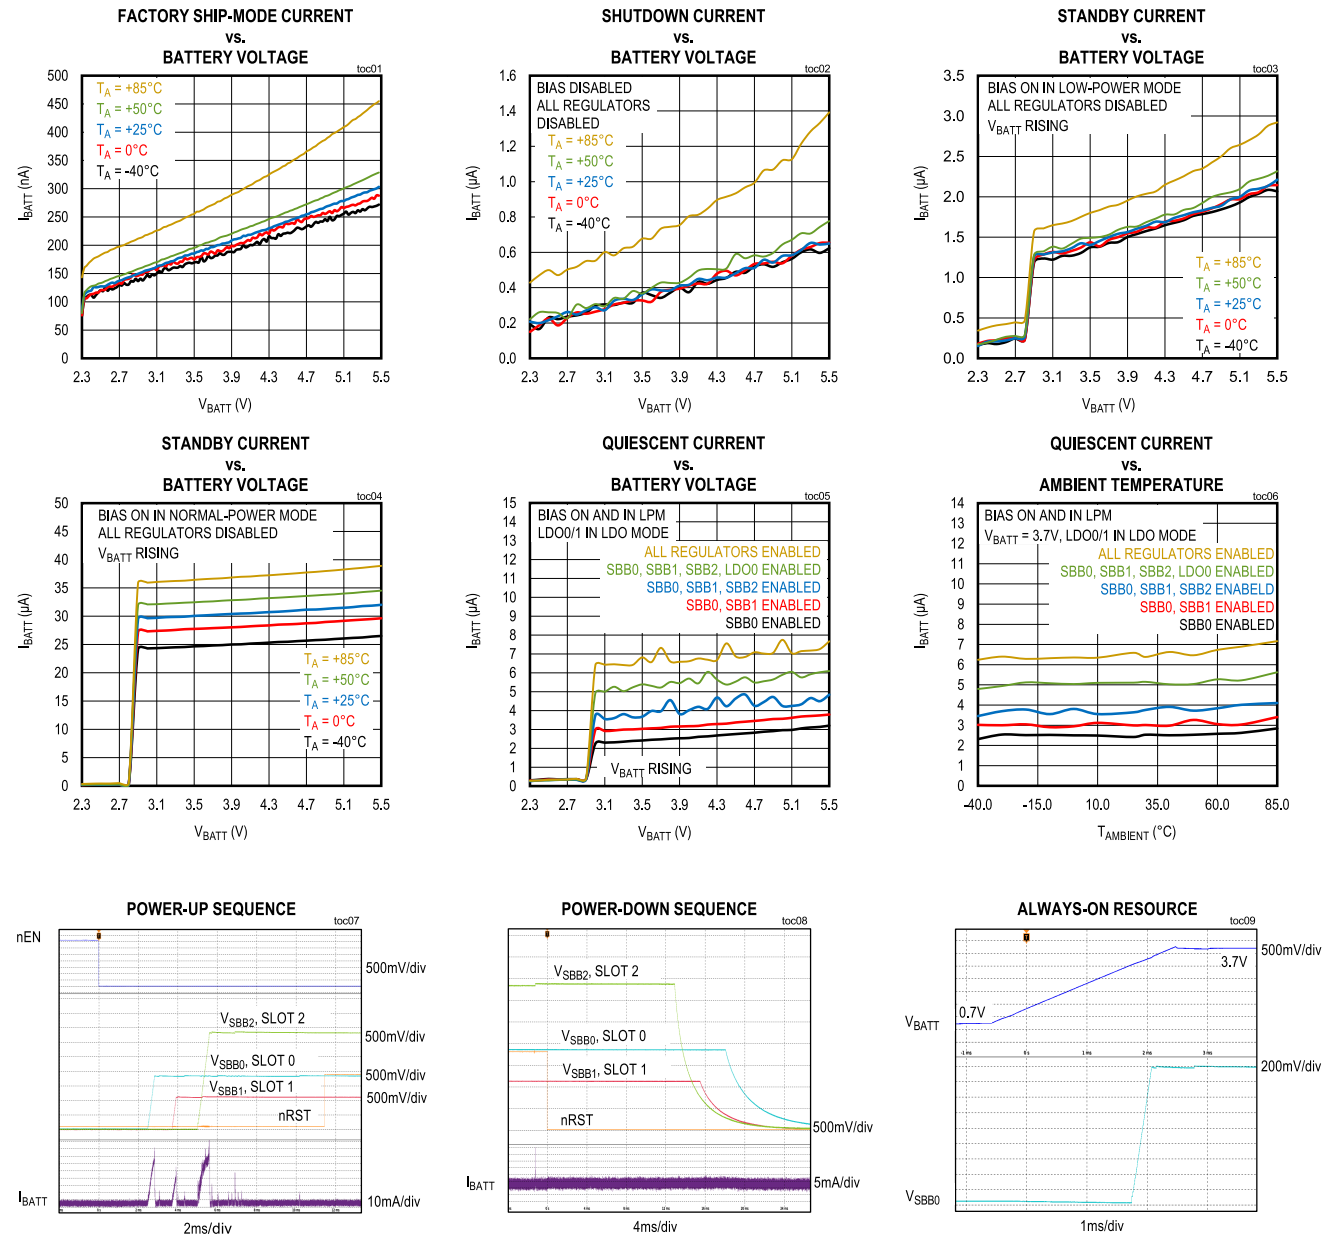 FACTORY SHIP-MODE CURRENT
vs.
BATTERY VOLTAGE
toc01
500
450
400
350
300
250
200
150
100
50
0
IBATT (nA)
TA = +85°C
TA = +50°C
TA = +25°C
TA = 0°C
TA = -40°C
2.3 2.7 3.1 3.5 3.9 4.3 4.7 5.1 5.5
VBATT (V)
SHUTDOWN CURRENT
vs.
BATTERY VOLTAGE
toc02
1.6
1.4
1.2
1.0
0.8
0.6
0.4
0.2
0.0
IBATT (µA)
BIAS DISABLED
ALL REGULATORS
DISABLED
TA = +85°C
TA = +50°C
TA = +25°C
TA = 0°C
TA = -40°C
2.3 2.7 3.1 3.5 3.9 4.3 4.7 5.1 5.5
VBATT (V)
STANDBY CURRENT
vs.
BATTERY VOLTAGE
toc03
3.5
3.0
2.5
2.0
1.5
1.0
0.5
0.0
IBATT (µA)
BIAS ON IN LOW-POWER MODE
ALL REGULATORS DISABLED
VBATT RISING
TA = +85°C
TA = +50°C
TA = +25°C
TA = 0°C
TA = -40°C
2.3 2.7 3.1 3.5 3.9 4.3 4.7 5.1 5.5
VBATT (V)
STANDBY CURRENT
vs.
BATTERY VOLTAGE
toc04
50
45
40
35
30
25
20
15
10
5
0
IBATT (µA)
BIAS ON IN NORMAL-POWER MODE
ALL REGULATORS DISABLED
VBATT RISING
TA = +85°C
TA = +50°C
TA = +25°C
TA = 0°C
TA = -40°C
2.3 2.7 3.1 3.5 3.9 4.3 4.7 5.1 5.5
VBATT (V)
QUIESCENT CURRENT
vs.
BATTERY VOLTAGE
toc05
15
14
13
12
11
10
9
8
7
6
5
4
3
2
1
0
IBATT (µA)
BIAS ON AND IN LPM
LDO0/1 IN LDO MODE
ALL REGULATORS ENABLED
SBB0, SBB1, SBB2, LDO0 ENABLED
SBB0, SBB1, SBB2 ENABLED
SBB0, SBB1 ENABLED
SBB0 ENABLED
VBATT RISING
2.3 2.7 3.1 3.5 3.9 4.3 4.7 5.1 5.5
VBATT (V)
QUIESCENT CURRENT
vs.
AMBIENT TEMPERATURE
toc06
14
13
12
11
10
9
8
7
6
5
4
3
2
1
0
IBATT (µA)
BIAS ON AND IN LPM
VBATT = 3.7V, LDO0/1 IN LDO MODE
ALL REGULATORS ENABLED
SBB0, SBB1, SBB2, LDO0 ENABLED
SBB0, SBB1, SBB2 ENABELD
SBB0, SBB1 ENABLED
SBB0 ENABLED
-40.0 -15.0 10.0 35.0 60.0 85.0
TAMBIENT (°C)
POWER-UP SEQUENCE
toc07
nEN
500mV/div
VSBB2, SLOT 2
500mV/div
VSBB0, SLOT 0
500mV/div
VSBB1, SLOT 1
500mV/div
nRST
IBATT
10mA/div
2ms/div
POWER-DOWN SEQUENCE
toc08
VSBB2, SLOT 2
VSBB0, SLOT 0
VSBB1, SLOT 1
nRST
500mV/div
IBATT
5mA/div
4ms/div
ALWAYS-ON RESOURCE
toc09
500mV/div
3.7V
0.7V
VBATT
-1 ms 0 s 1 ms 2 ms 3 ms
200mV/div
VSBB0
1ms/div